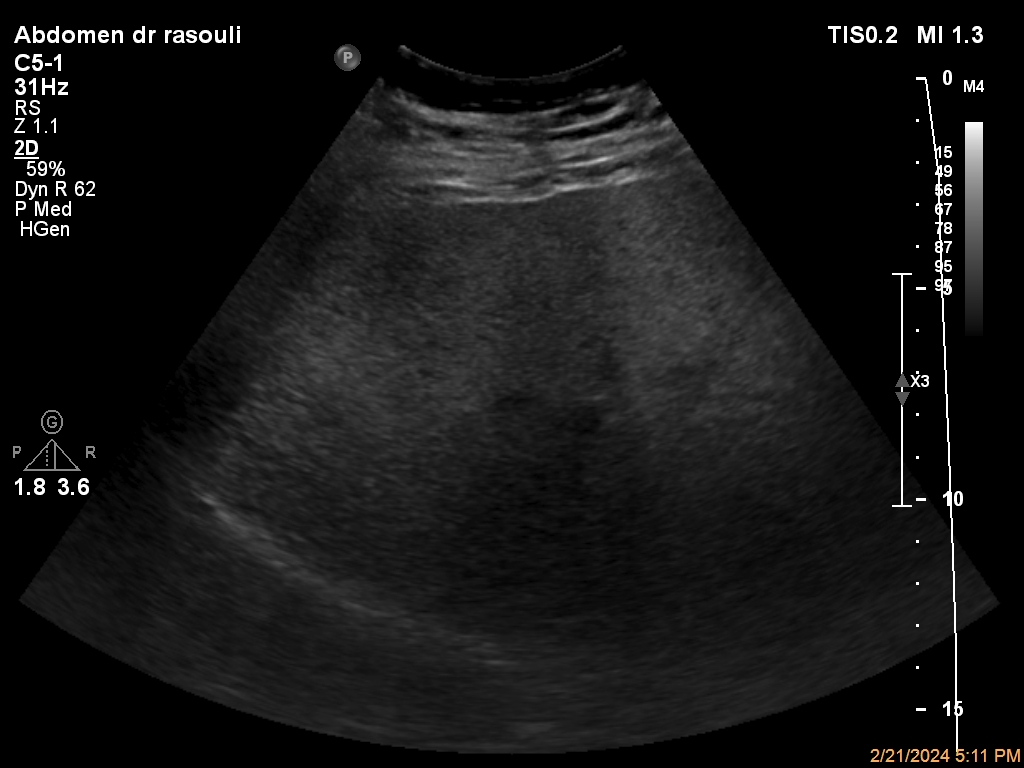 Abdomen dr rasouli
TIS0.2 MI 1.3
C5-1
31Hz
RS
Z 1.1
2D
59%
Dyn R 62
P Med
HGen
P
0
M4
15
49
56
67
78
87
95
5
X3
10
15
G
P R
1.8 3.6
2/21/2024 5:11 PM